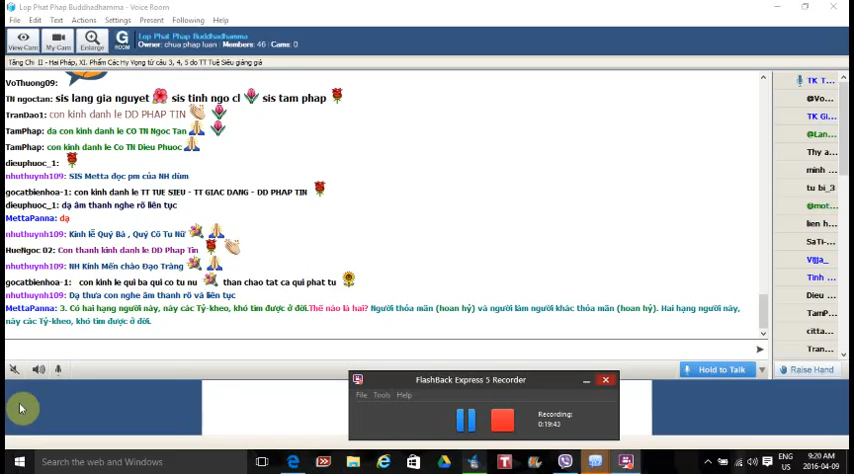 Lop Phat Phap Buddhadhamma - Voice Room
File Edit Text Actions Settings Present Following Help
View Cam My Cam Enlarge G ROOM
Lop Phat Phap Buddhadhamma
Owner: chua phap luan : Members: 46 : Cams: 0
Tăng Chi II - Hai Pháp, XI. Phẩm Các Hy Vọng từ câu 3, 4, 5 do TT Tuệ Siêu giảng giả
VoThuong09:
TN ngoctan: sis lang gia nguyet sis tinh ngo cl sis tam phap
TranDao1: con kinh danh le DD PHAP TIN
TamPhap: da con kinh danh le CO TN Ngoc Tan
TamPhap: con kinh danh le Co TN Dieu Phuoc
dieuphuoc_1:
nhuthuynh109: SIS Metta đọc pm của NH dùm
gocatbienhoa-1: con kinh danh le TT TUE SIEU - TT GIAC DANG - DD PHAP TIN
dieuphuoc_1: dạ âm thanh nghe rõ liên tục
MettaPanna: dạ
nhuthuynh109: Kính lễ Quý Bà , Quý Cô Tu Nữ
HueNgoc 02: Con thanh kinh danh le DD Phap Tin
nhuthuynh109: NH Kính Mến chào Đạo Tràng
gocatbienhoa-1: con kinh le qui ba qui co tu nu than chao tat ca qui phat tu
nhuthuynh109: Dạ thưa con nghe âm thanh rõ và liên tục
MettaPanna: 3. Có hai hạng người này, này các Tỷ-kheo, khó tìm được ở đời.Thế nào là hai? Người thỏa mãn (hoan hỷ) và người làm người khác thỏa mãn (hoan hỷ). Hai hạng người này,
này các Tỷ-kheo, khó tìm được ở đời.
TK T...
@Vo...
TK Gi...
@Lan...
Thy a...
minh ...
tu bi_3
@mot...
lien h...
SaTi-...
Vijja_
Tinh ...
Dieu ...
TamP...
citta...
Tran...
Hold to Talk
Raise Hand
FlashBack Express 5 Recorder
File Tools Help
Recording:
0:19:43
Search the web and Windows
ENG
US
9:20 AM
2016-04-09